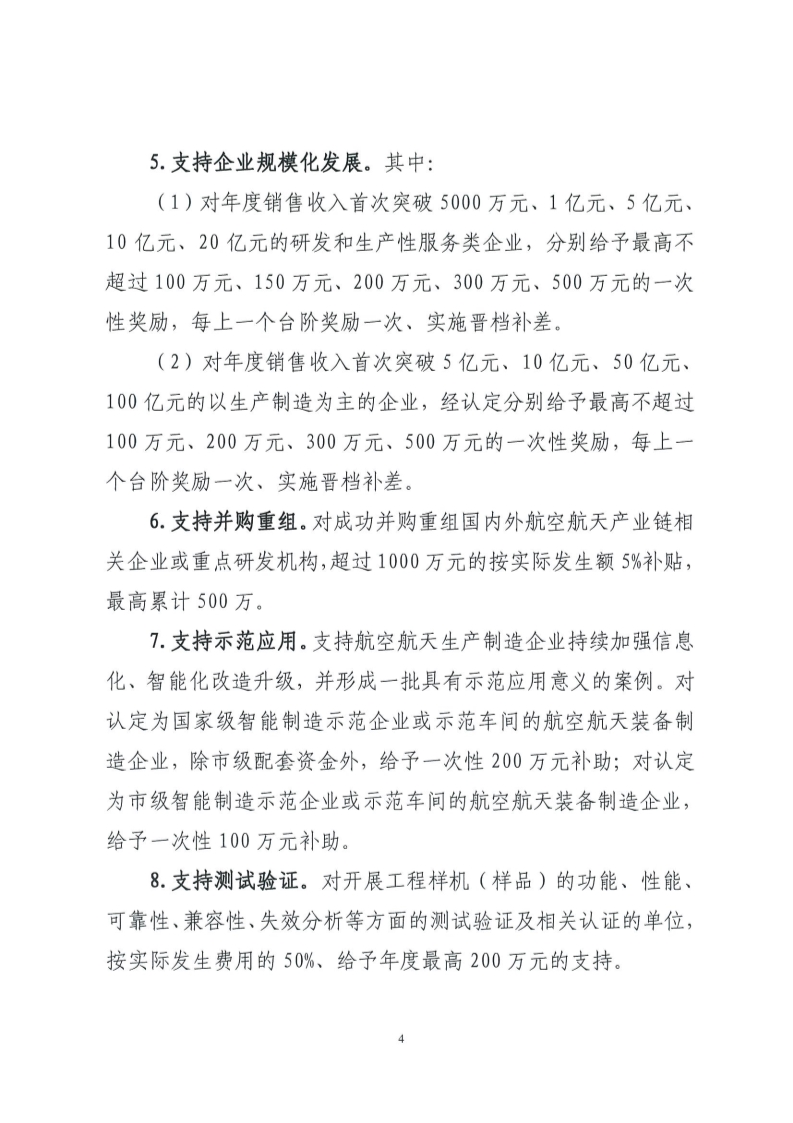 5. 支持企业规模化发展。其中：
（1）对年度销售收入首次突破 5000 万元、1 亿元、5 亿元、
10 亿元、20 亿元的研发和生产性服务类企业，分别给予最高不
超过 100 万元、150 万元、200 万元、300 万元、500 万元的一次
性奖励，每上一个台阶奖励一次、实施晋档补差。
（2）对年度销售收入首次突破 5 亿元、10 亿元、50 亿元、
100 亿元的以生产制造为主的企业，经认定分别给予最高不超过
100 万元、200 万元、300 万元、500 万元的一次性奖励，每上一
个台阶奖励一次、实施晋档补差。
6. 支持并购重组。对成功并购重组国内外航空航天产业链相
关企业或重点研发机构，超过 1000 万元的按实际发生额 5%补贴，
最高累计 500 万。
7. 支持示范应用。支持航空航天生产制造企业持续加强信息
化、智能化改造升级，并形成一批具有示范应用意义的案例。对
认定为国家级智能制造示范企业或示范车间的航空航天装备制
造企业，除市级配套资金外，给予一次性 200 万元补助；对认定
为市级智能制造示范企业或示范车间的航空航天装备制造企业，
给予一次性 100 万元补助。
8. 支持测试验证。对开展工程样机（样品）的功能、性能、
可靠性、兼容性、失效分析等方面的测试验证及相关认证的单位，
按实际发生费用的 50%、给予年度最高 200 万元的支持。
4